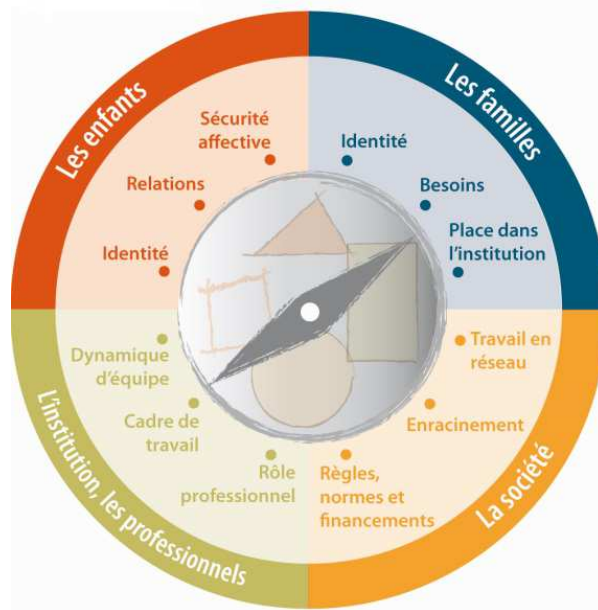 Les enfants
Sécurité
affective
Relations
Identité
Les familles
Identité
Besoins
Place dans
l'institution
L'institution, les professionnels
Dynamique
d'équipe
Cadre de
travail
Rôle
professionnel
La société
Travail en
réseau
Enracinement
Règles,
normes et
financements